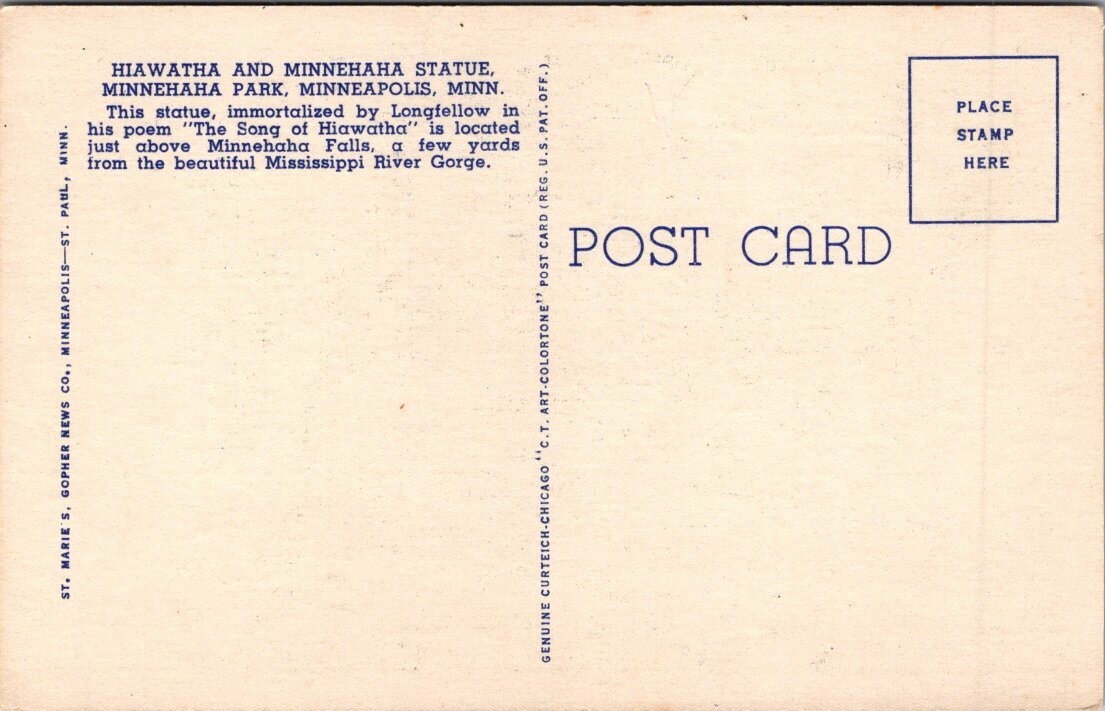 HIAWATHA AND MINNEHAHA STATUE,
MINNEHAHA PARK, MINNEAPOLIS, MINN.
This statue, immortalized by Longfellow in
his poem "The Song of Hiawatha" is located
just above Minnehaha Falls, a few yards
from the beautiful Mississippi River Gorge.
ST. MARIE'S, GOPHER NEWS CO., MINNEAPOLIS—ST. PAUL, MINN.
GENUINE CURTEICH-CHICAGO "C.T. ART-COLORTONE" POST CARD (REG. U.S. PAT. OFF.)
POST CARD
PLACE
STAMP
HERE